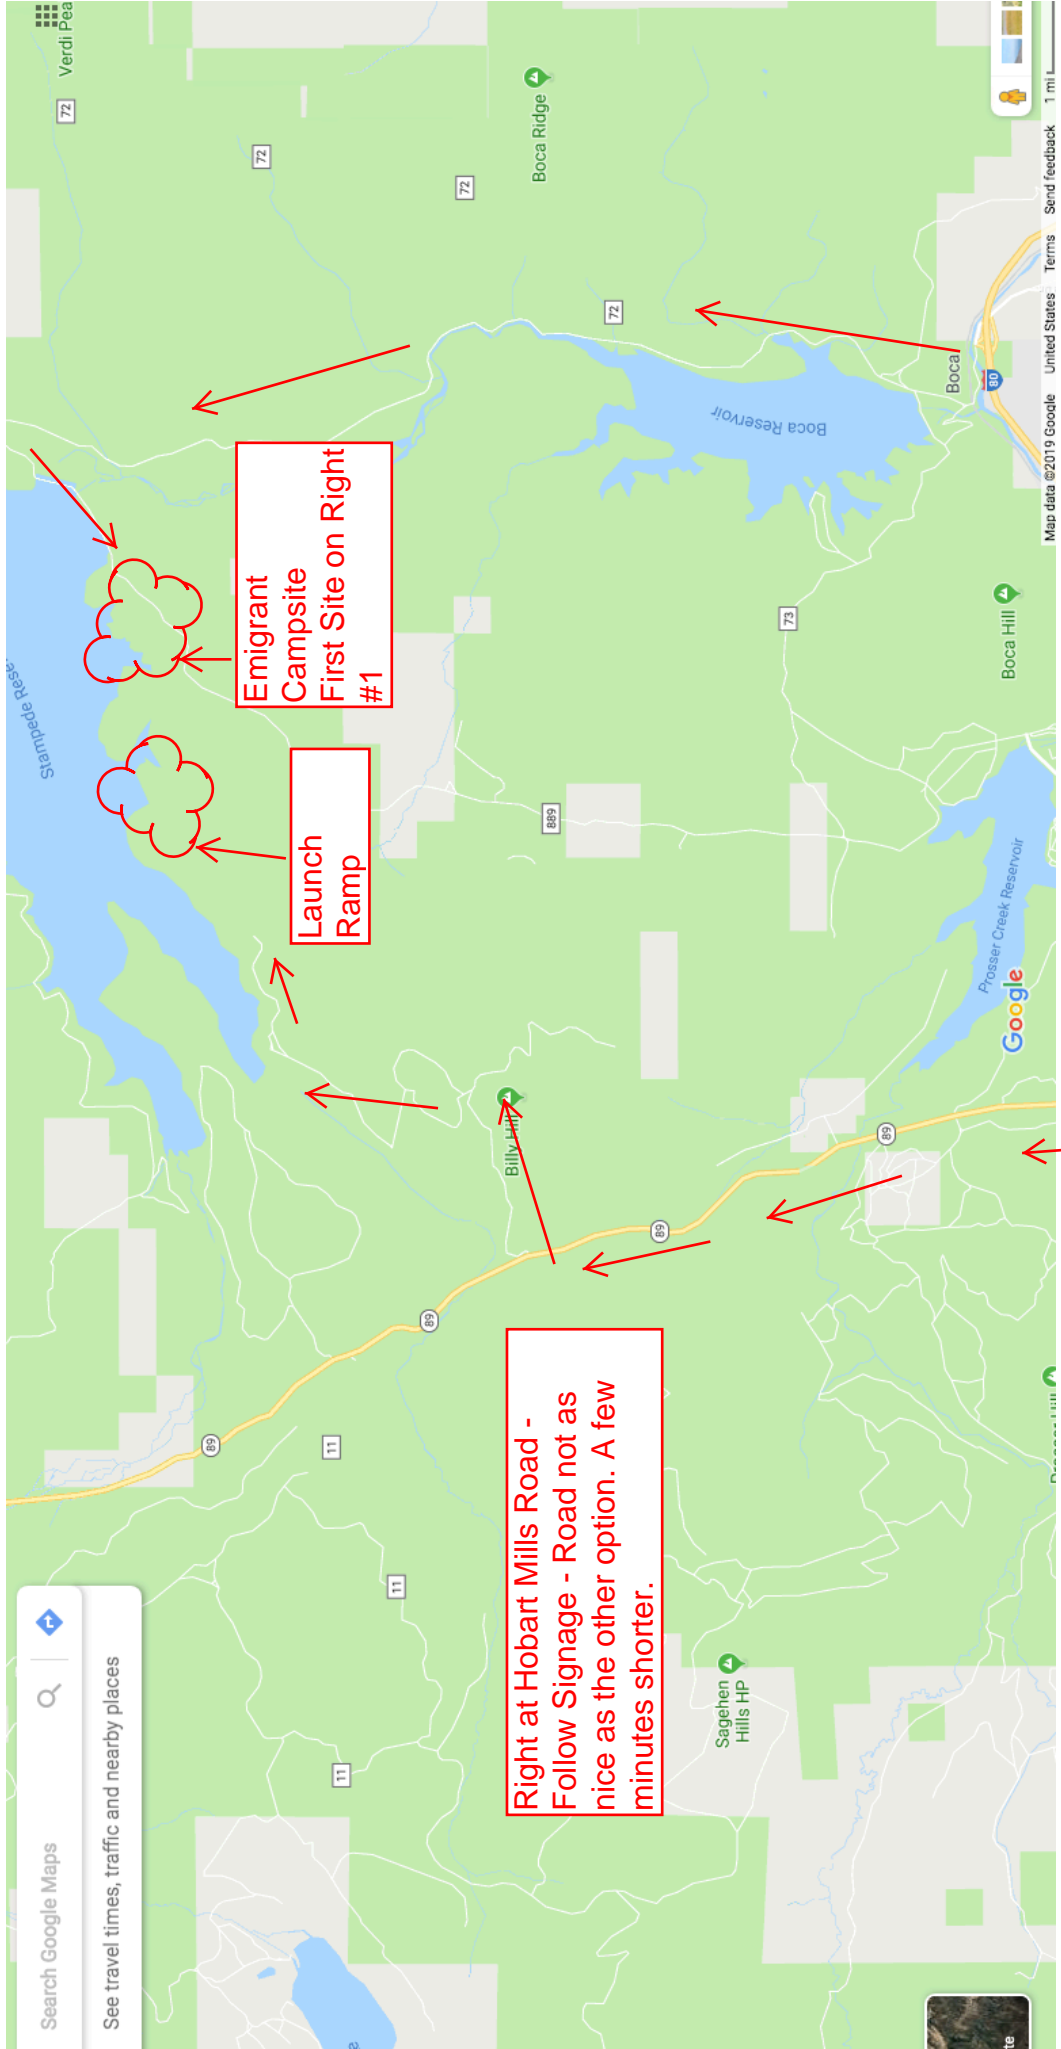 Search Google Maps
See travel times, traffic and nearby places
Stampede Rese
Verdi Pea
72
89
11
11
11
89
72
72
72
Emigrant
Campsite
First Site on Right
#1
Launch
Ramp
Right at Hobart Mills Road -
Follow Signage - Road not as
nice as the other option. A few
minutes shorter.
Billy Hill
Boca Ridge
889
89
Sagehen
Hills HP
Boca Reservoir
73
89
Boca
80
Boca Hill
Prosser Creek Reservoir
Google
Map data ©2019 Google United States Terms Send feedback 1 mi